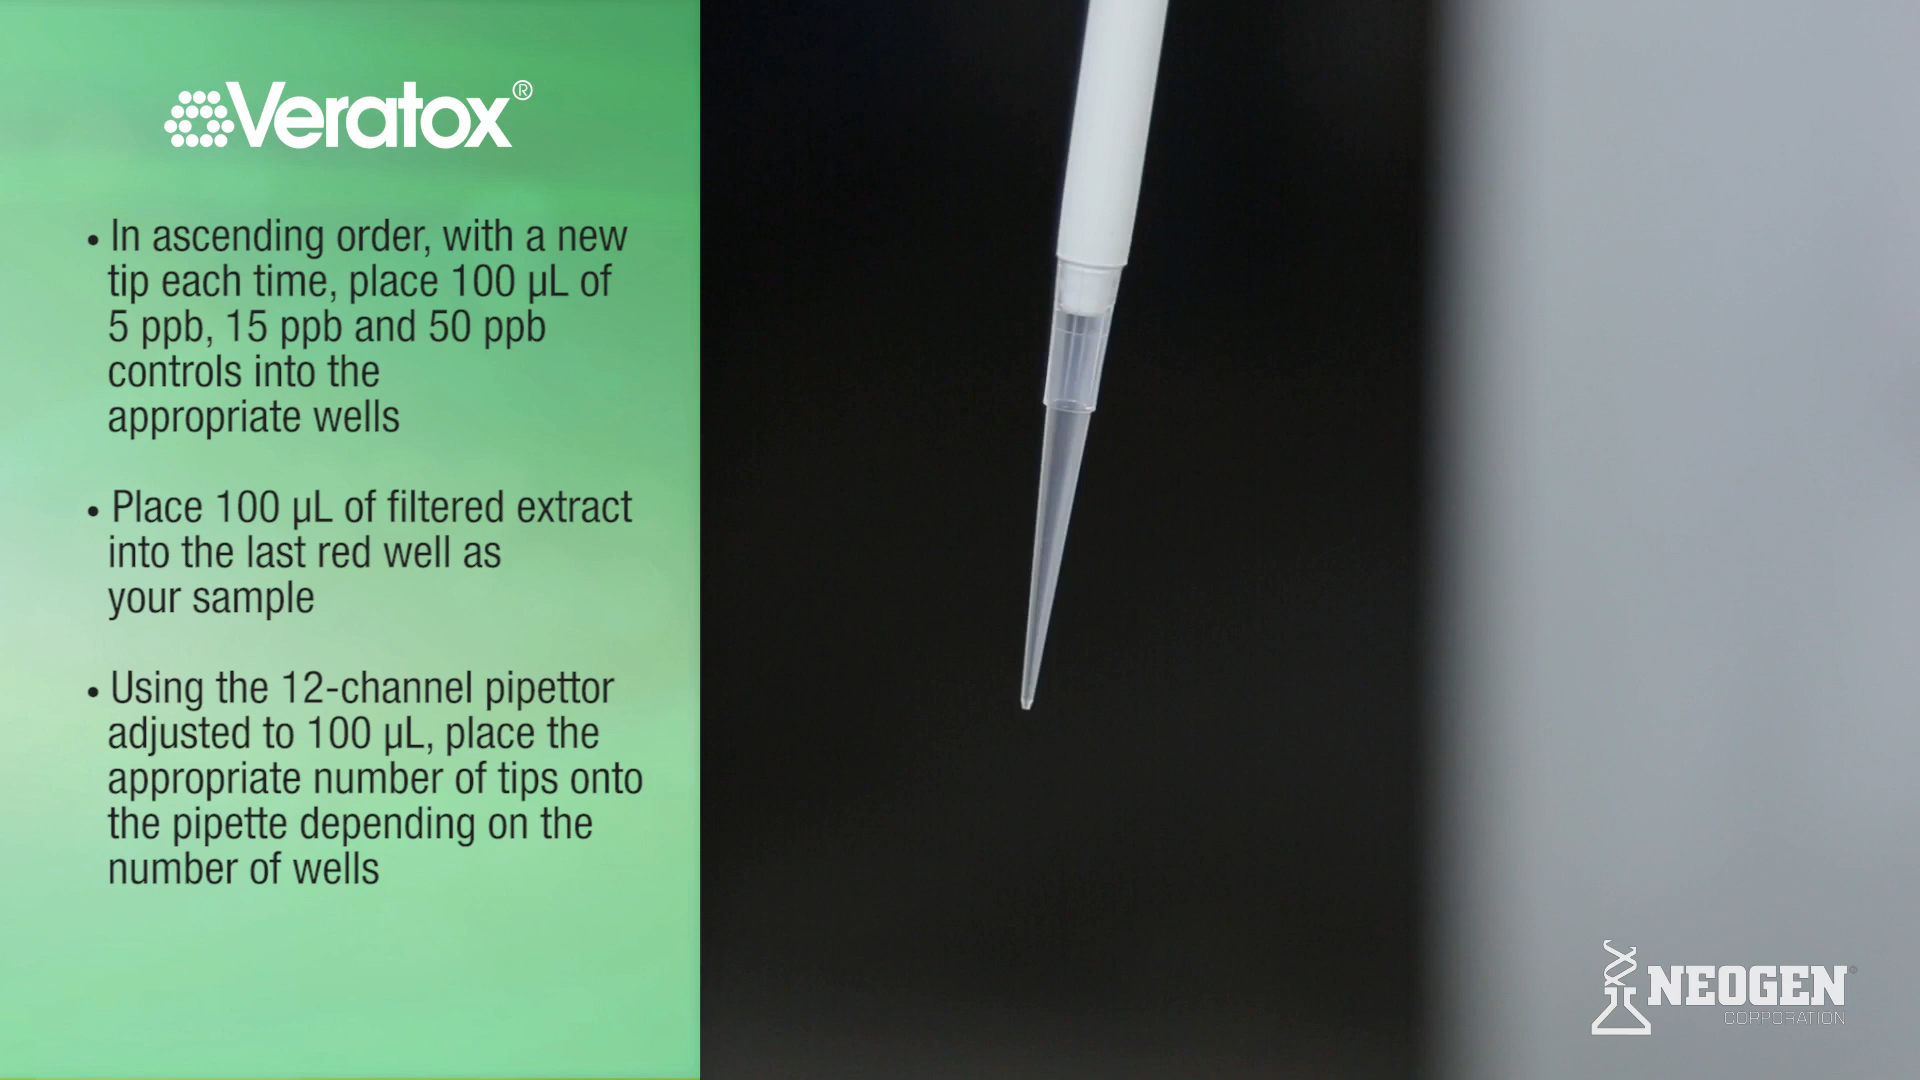 Veratox®
• In ascending order, with a new
tip each time, place 100 µL of
5 ppb, 15 ppb and 50 ppb
controls into the
appropriate wells
• Place 100 µL of filtered extract
into the last red well as
your sample
• Using the 12-channel pipettor
adjusted to 100 µL, place the
appropriate number of tips onto
the pipette depending on the
number of wells
NEOGEN®
CORPORATION